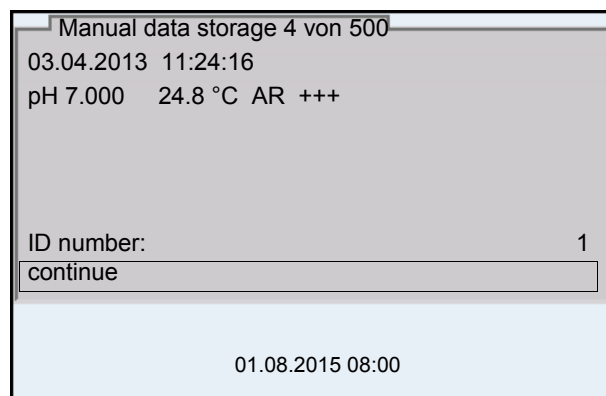 Manual data storage 4 von 500
03.04.2013 11:24:16
pH 7.000 24.8 °C AR +++
ID number: 1
continue
01.08.2015 08:00